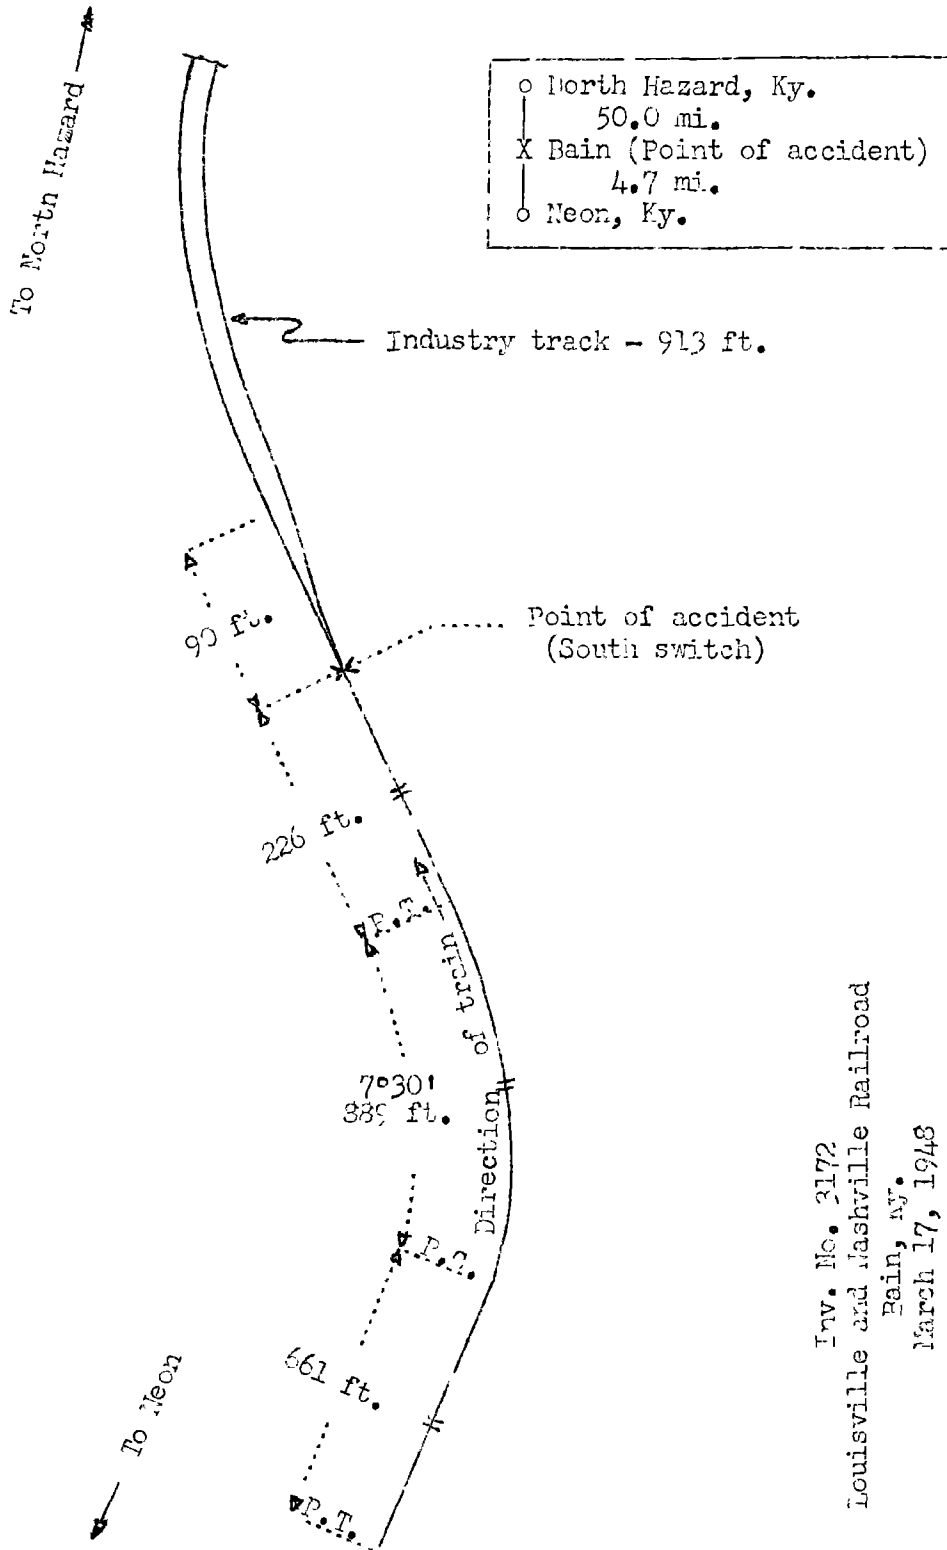 To North Hazard
o North Hazard, Ky.
50.0 mi.
X Bain (Point of accident)
4.7 mi.
o Neon, Ky.
Industry track - 913 ft.
90 ft.
Point of accident
(South switch)
226 ft.
P.T.
Direction of train
7°30'
889 ft.
661 ft.
P.T.
To Neon
Inv. No. 3172
Louisville and Nashville Railroad
Bain, Ky.
March 17, 1948